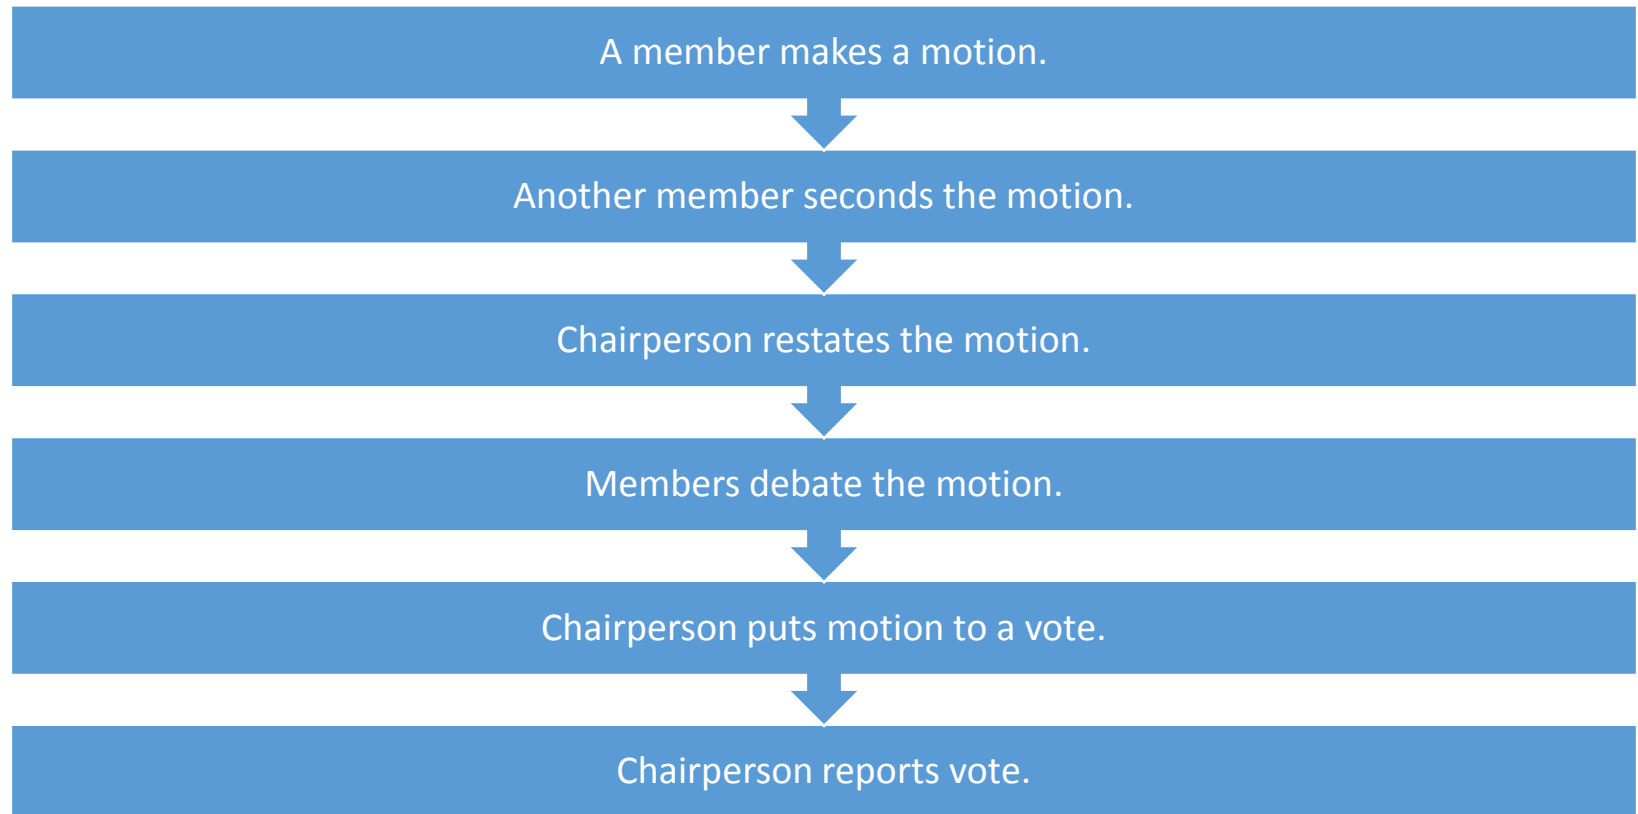 A member makes a motion.
Another member seconds the motion.
Chairperson restates the motion.
Members debate the motion.
Chairperson puts motion to a vote.
Chairperson reports vote.